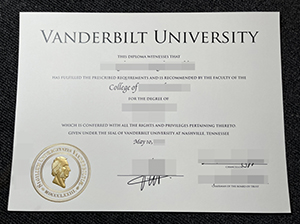 VANDERBILT UNIVERSITY
THIS DIPLOMA WITNESSES THAT
HAS FULFILLED THE PRESCRIBED REQUIREMENTS AND IS RECOMMENDED BY THE FACULTY OF THE
College of
FOR THE DEGREE OF
WHICH IS CONFERRED WITH ALL THE RIGHTS AND PRIVILEGES PERTAINING THERETO
GIVEN UNDER THE SEAL OF VANDERBILT UNIVERSITY AT NASHVILLE, TENNESSEE
May 10,